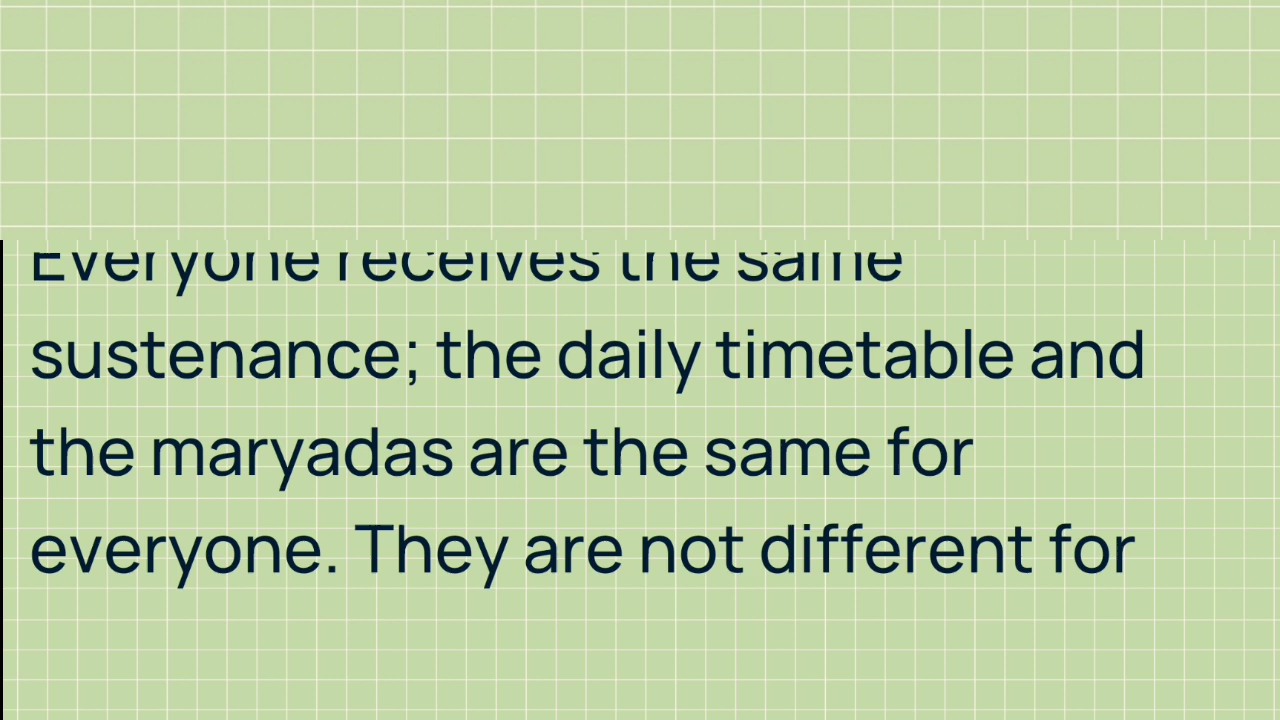 Everyone receives the same
sustenance; the daily timetable and
the maryadas are the same for
everyone. They are not different for